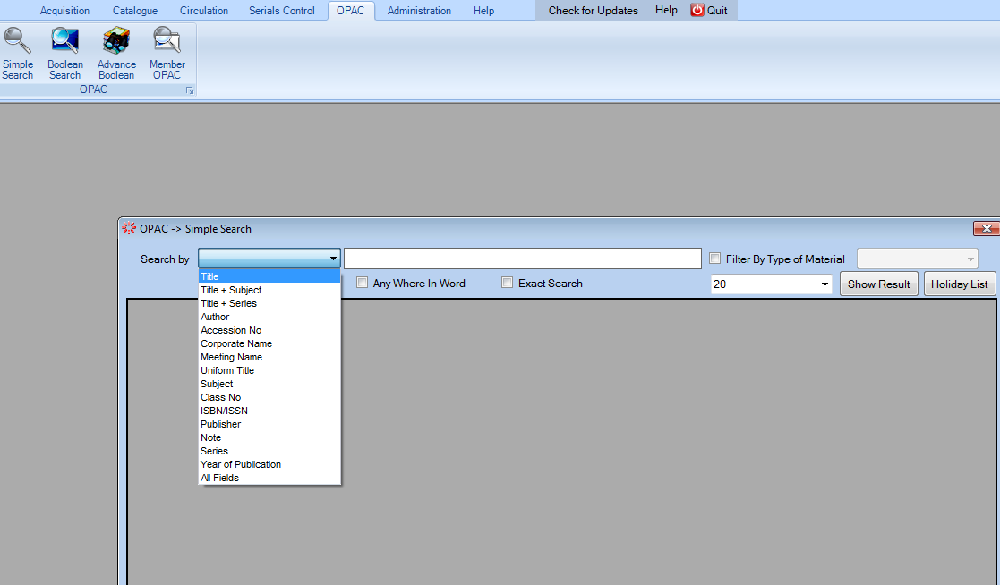 Acquisition Catalogue Circulation Serials Control OPAC Administration Help Check for Updates Help Quit
Simple Search
Boolean Search
Advance Boolean
Member OPAC
OPAC
OPAC -> Simple Search
Search by
Filter By Type of Material
Any Where In Word Exact Search 20 Show Result Holiday List
Title
Title + Subject
Title + Series
Author
Accession No
Corporate Name
Meeting Name
Uniform Title
Subject
Class No
ISBN/ISSN
Publisher
Note
Series
Year of Publication
All Fields